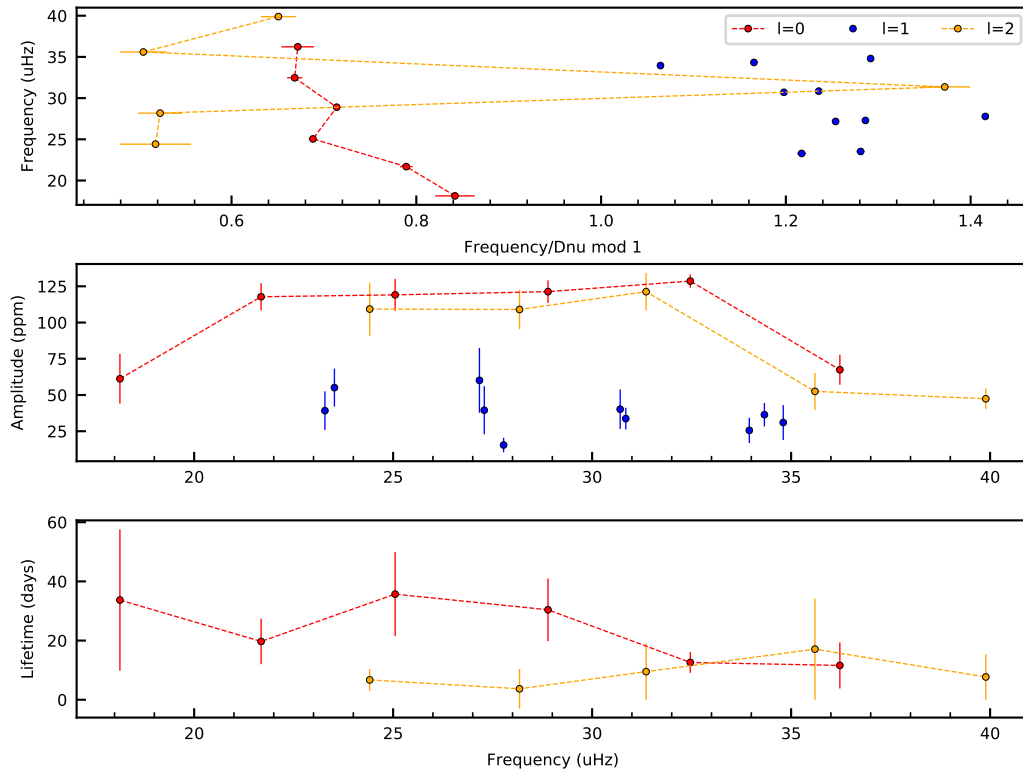 40
35
30
25
20
Frequency (uHz)
l=0 l=1 l=2
0.6 0.8 1.0 1.2 1.4
Frequency/Dnu mod 1
125
100
75
50
25
Amplitude (ppm)
20 25 30 35 40
60
40
20
0
Lifetime (days)
20 25 30 35 40
Frequency (uHz)